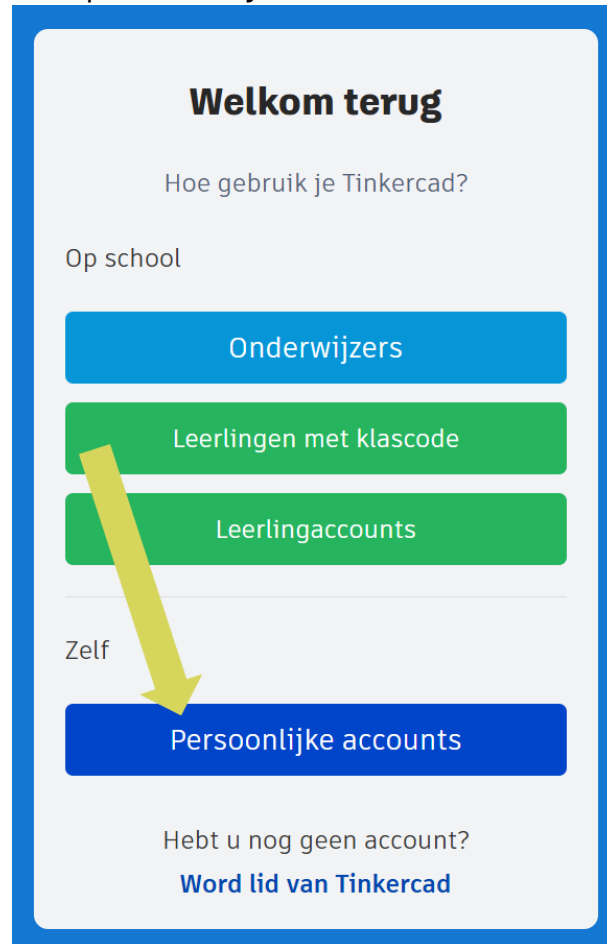 Welkom terug
Hoe gebruik je Tinkercad?
Op school
Onderwijzers
Leerlingen met klascode
Leerlingaccounts
Zelf
Persoonlijke accounts
Hebt u nog geen account?
Word lid van Tinkercad